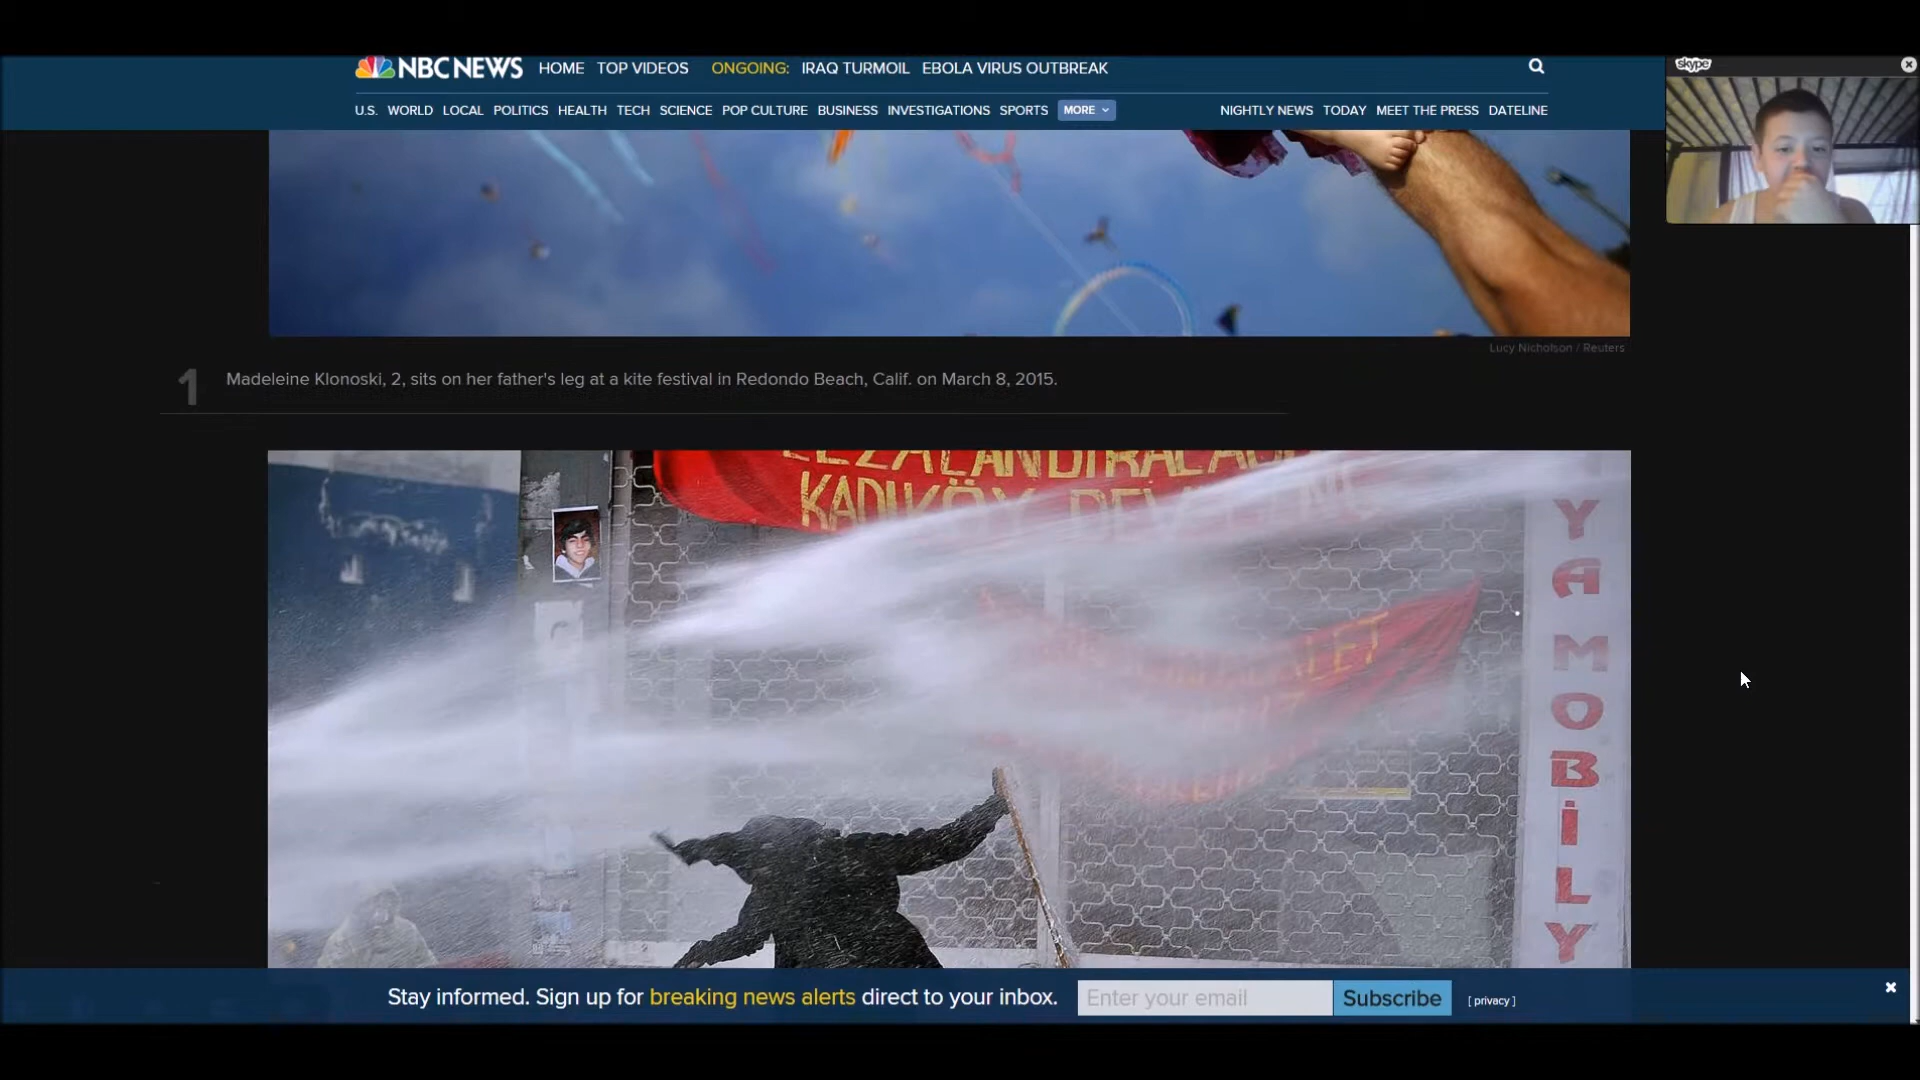 NBC NEWS HOME TOP VIDEOS ONGOING: IRAQ TURMOIL EBOLA VIRUS OUTBREAK
skype
U.S. WORLD LOCAL POLITICS HEALTH TECH SCIENCE POP CULTURE BUSINESS INVESTIGATIONS SPORTS MORE NIGHTLY NEWS TODAY MEET THE PRESS DATELINE
Lucy Nicholson / Reuters
1 Madeleine Klonoski, 2, sits on her father's leg at a kite festival in Redondo Beach, Calif. on March 8, 2015.
KADIKÖY
YA MOBİLY
Stay informed. Sign up for breaking news alerts direct to your inbox. Enter your email Subscribe [ privacy ]